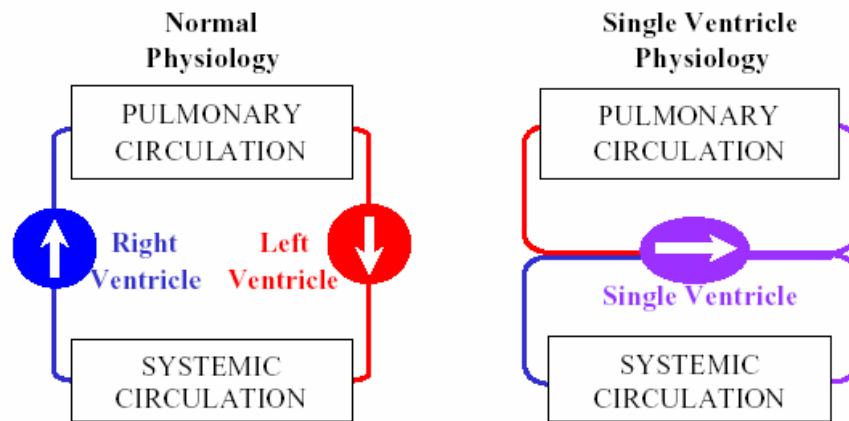 Normal
Physiology
PULMONARY
CIRCULATION
Right
Ventricle
Left
Ventricle
SYSTEMIC
CIRCULATION
Single Ventricle
Physiology
PULMONARY
CIRCULATION
Single Ventricle
SYSTEMIC
CIRCULATION